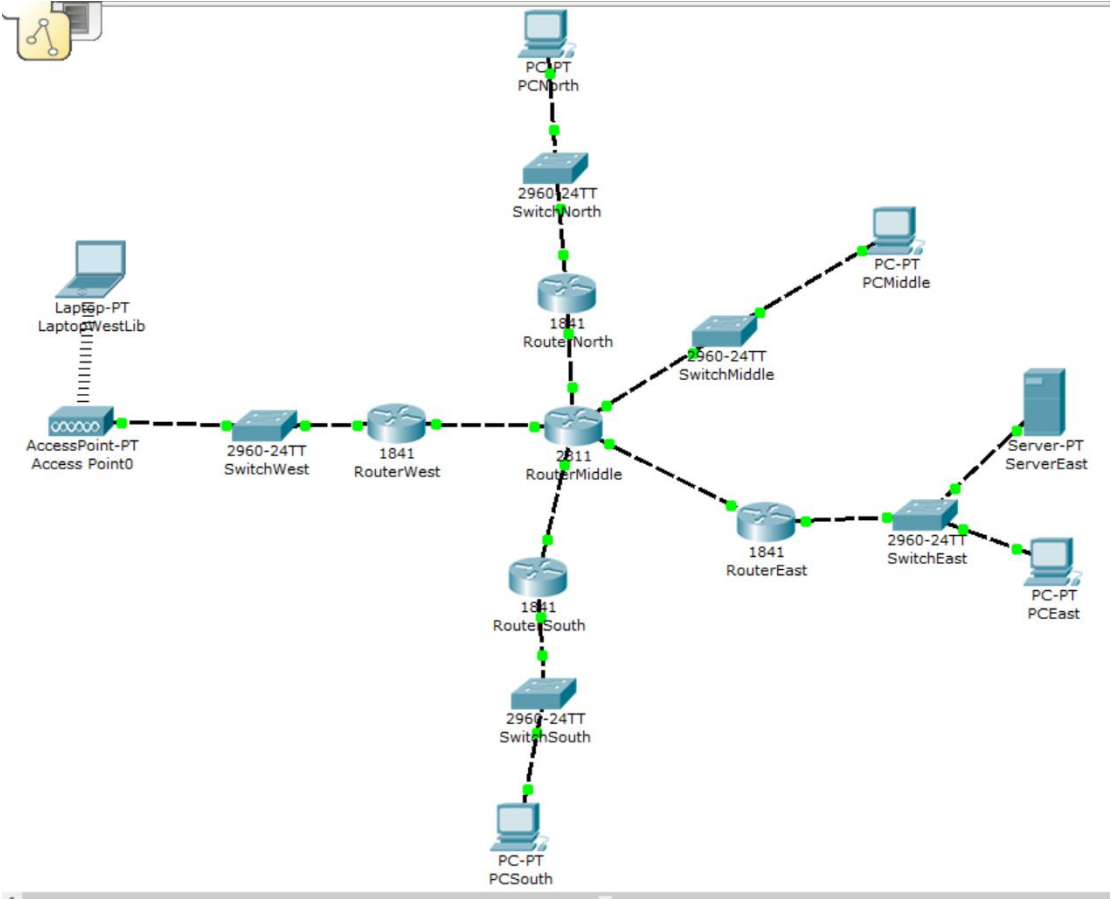 PC-PT
PCNorth
2960-24TT
SwitchNorth
PC-PT
PCMiddle
Laptop-PT
LaptopWestLib
1841
RouterNorth
2960-24TT
SwitchMiddle
AccessPoint-PT
Access Point0
2960-24TT
SwitchWest
1841
RouterWest
2811
RouterMiddle
Server-PT
ServerEast
1841
RouterEast
2960-24TT
SwitchEast
PC-PT
PCEast
1841
RouterSouth
2960-24TT
SwitchSouth
PC-PT
PCSouth